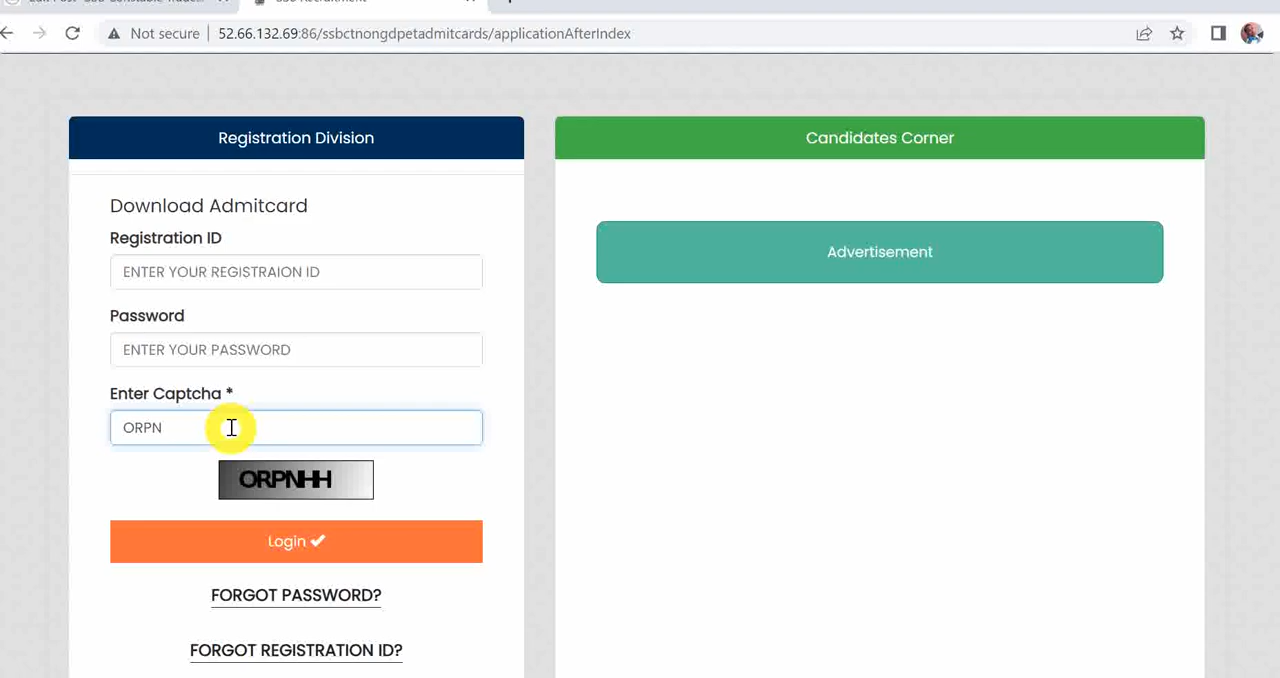 Not secure
52.66.132.69:86/ssbctnongdpetadmitcards/applicationAfterIndex
Registration Division
Download Admitcard
Registration ID
ENTER YOUR REGISTRAION ID
Password
ENTER YOUR PASSWORD
Enter Captcha *
ORPN
ORPNHH
Login
FORGOT PASSWORD?
FORGOT REGISTRATION ID?
Candidates Corner
Advertisement